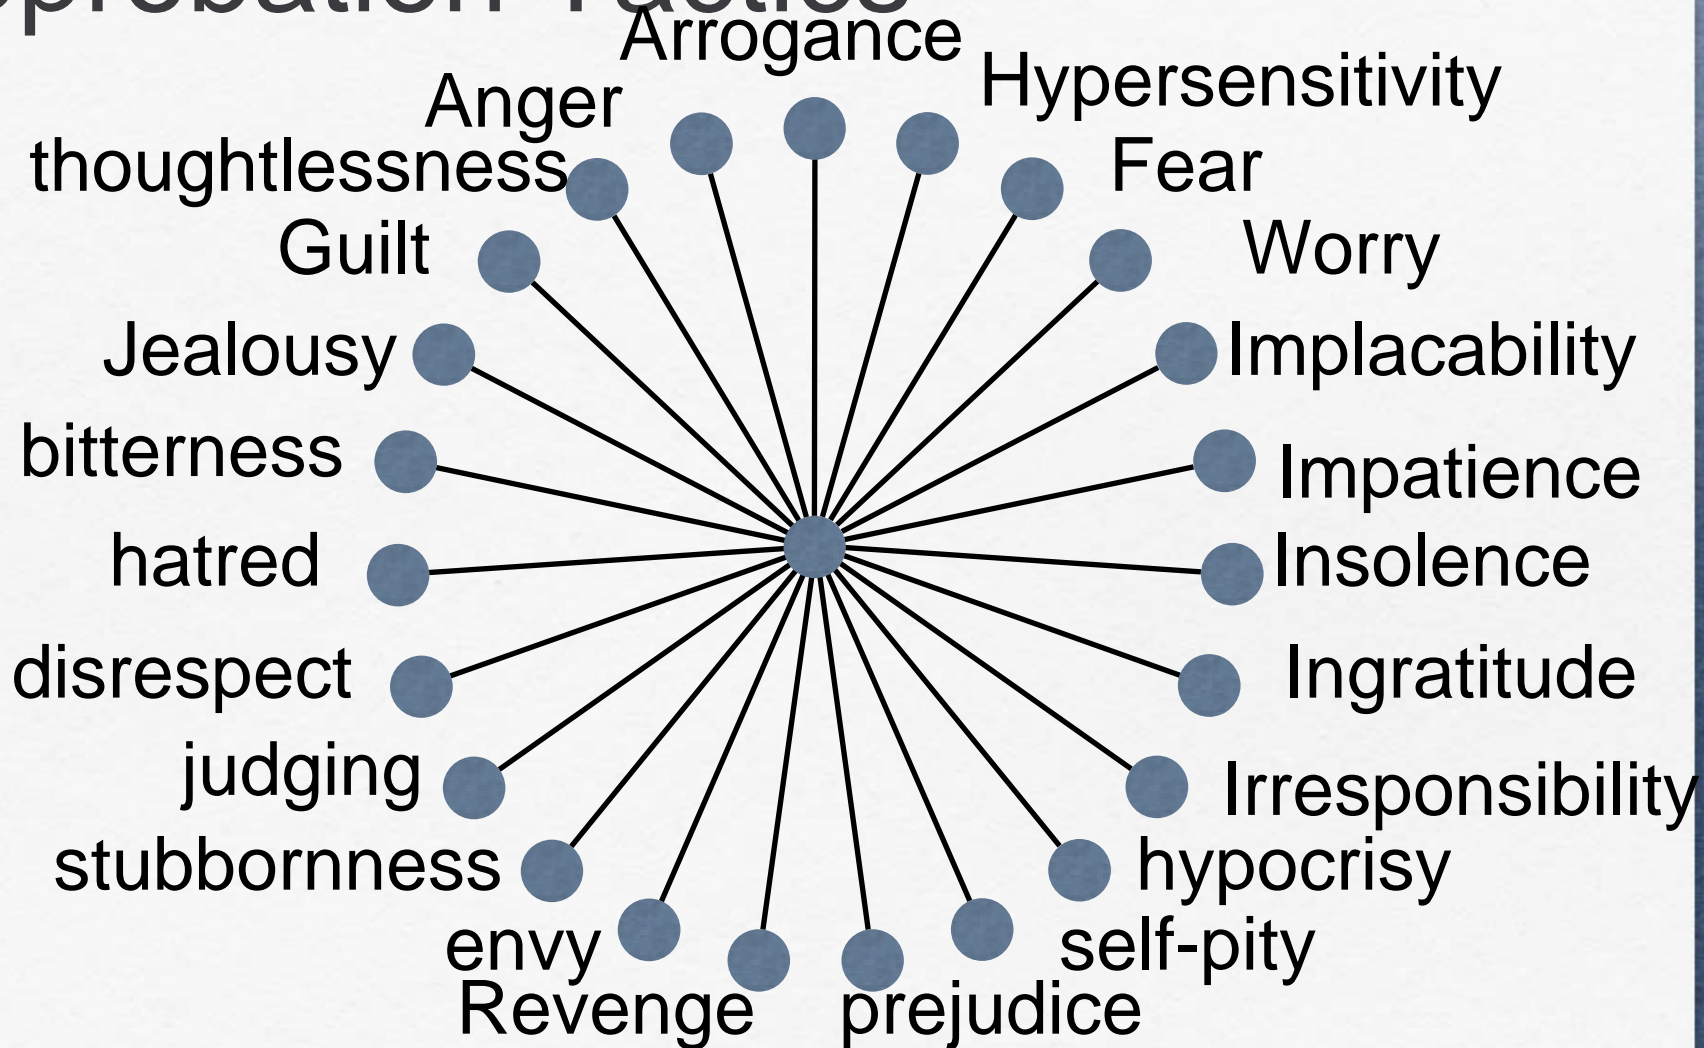 Tactics
Arrogance
Hypersensitivity
Anger
Fear
thoughtlessness
Worry
Guilt
Implacability
Jealousy
bitterness
Impatience
hatred
Insolence
disrespect
Ingratitude
judging
Irresponsibility
stubbornness
hypocrisy
envy
self-pity
Revenge
prejudice